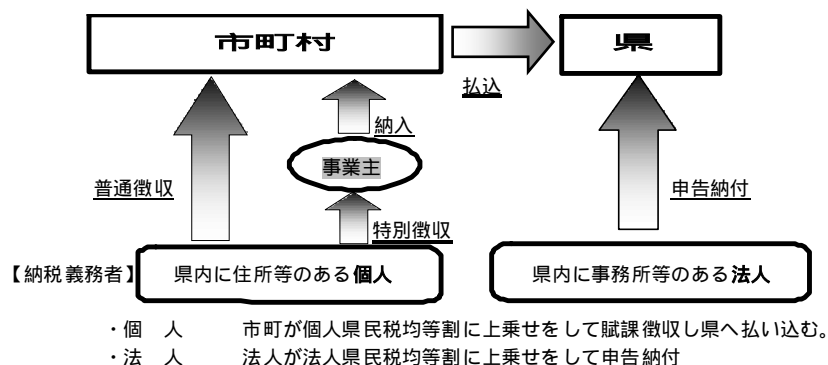 市町村
県
払込
納入
事業主
普通徴収
申告納付
特別徴収
【納税義務者】 県内に住所等のある個人 県内に事務所等のある法人
・個　人　　市町が個人県民税均等割に上乗せをして賦課徴収し県へ払い込む。
・法　人　　法人が法人県民税均等割に上乗せをして申告納付